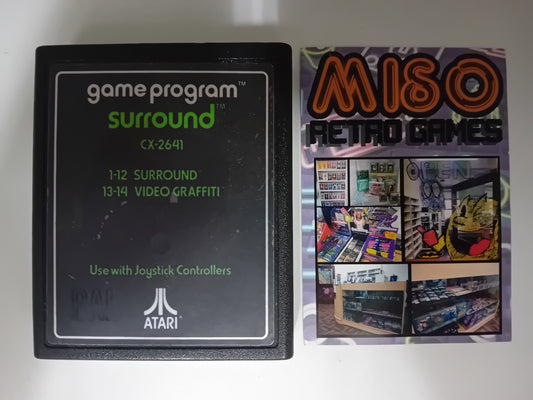 game program™
surround™
CX-2641
1-12 SURROUND
13-14 VIDEO GRAFFITI
Use with Joystick Controllers
PAL
ATARI®
MISO
RETRO GAMES
OPEN